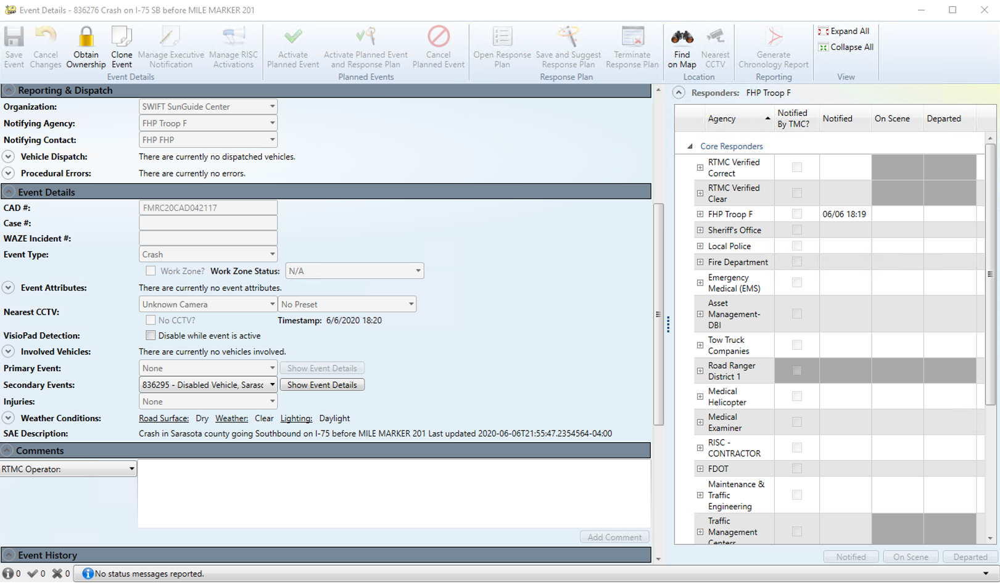 Event Details - 836276 Crash on I-75 SB before MILE MARKER 201
Save Event
Cancel Changes
Obtain Ownership
Clone Event
Manage Executive Notification
Manage RISC Activations
Event Details
Activate Planned Event
Activate Planned Event and Response Plan
Cancel Planned Event
Planned Events
Open Response Plan
Save and Suggest Response Plan
Terminate Response Plan
Response Plan
Find on Map
Nearest CCTV
Location
Generate Chronology Report
Reporting
Expand All
Collapse All
View
Reporting & Dispatch
Organization: SWIFT SunGuide Center
Notifying Agency: FHP Troop F
Notifying Contact: FHP FHP
Vehicle Dispatch: There are currently no dispatched vehicles.
Procedural Errors: There are currently no errors.
Event Details
CAD #: FMRC20CAD042117
Case #:
WAZE Incident #:
Event Type: Crash
Work Zone? Work Zone Status: N/A
Event Attributes: There are currently no event attributes.
Nearest CCTV: Unknown Camera No Preset
No CCTV? Timestamp: 6/6/2020 18:20
VisioPad Detection: Disable while event is active
Involved Vehicles: There are currently no vehicles involved.
Primary Event: None Show Event Details
Secondary Events: 836295 - Disabled Vehicle, Saraso Show Event Details
Injuries: None
Weather Conditions: Road Surface: Dry Weather: Clear Lighting: Daylight
SAE Description: Crash in Sarasota county going Southbound on I-75 before MILE MARKER 201 Last updated 2020-06-06T21:55:47.2354564-04:00
Comments
RTMC Operator:
Add Comment
Event History
0 0 0 No status messages reported.
Responders: FHP Troop F
Agency Notified By TMC? Notified On Scene Departed
Core Responders
RTMC Verified
Correct
RTMC Verified
Clear
FHP Troop F 06/06 18:19
Sheriff's Office
Local Police
Fire Department
Emergency
Medical (EMS)
Asset
Management-
DBI
Tow Truck
Companies
Road Ranger
District 1
Medical
Helicopter
Medical
Examiner
RISC -
CONTRACTOR
FDOT
Maintenance &
Traffic
Engineering
Traffic
Management
Centers
Notified On Scene Departed